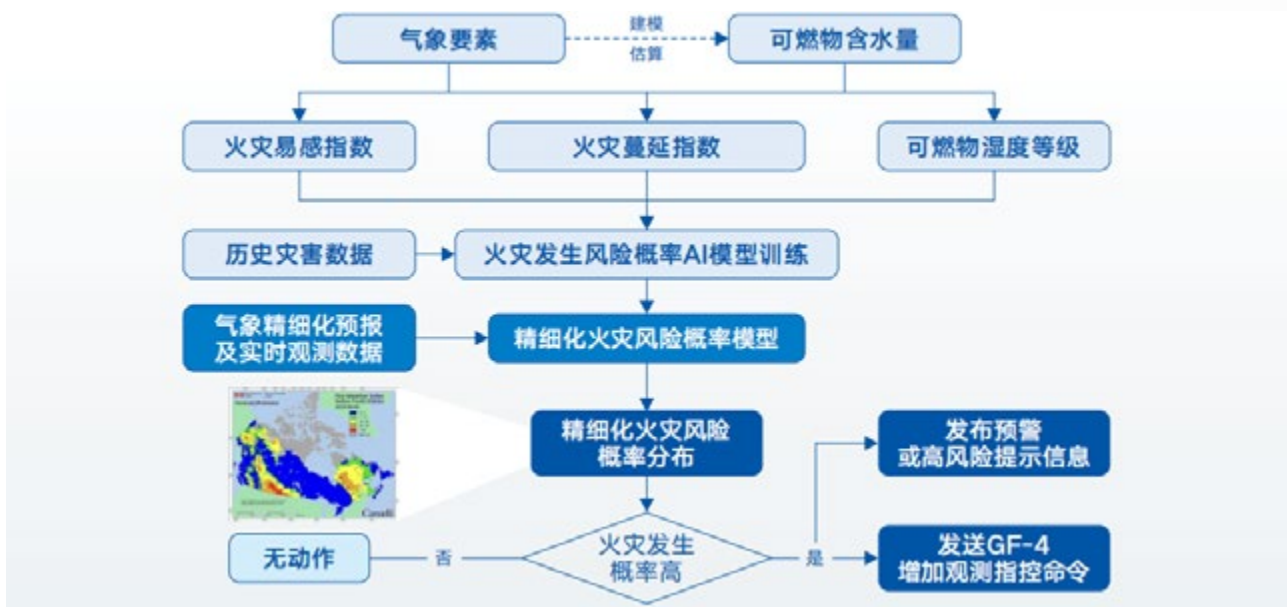 气象要素
建模
估算
可燃物含水量
火灾易感指数
火灾蔓延指数
可燃物湿度等级
历史灾害数据
火灾发生风险概率AI模型训练
气象精细化预报
及实时观测数据
精细化火灾风险概率模型
精细化火灾风险
概率分布
发布预警
或高风险提示信息
Canada
无动作
否
火灾发生
概率高
是
发送GF-4
增加观测指控命令